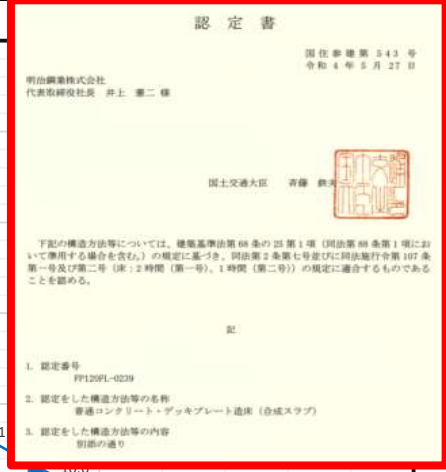 認 定 書
国住参建第 543 号
令和 4 年 5 月 27 日
明治鋼業株式会社
代表取締役社長 井上 憲二 様
国土交通大臣 斉藤 鉄夫
下記の構造方法等については、建築基準法第 68 条の 25 第 1 項（同法第 88 条第 1 項にお
いて準用する場合を含む。）の規定に基づき、同法第 2 条第七号並びに同法施行令第 107 条
第一号及び第二号（床：2 時間（第一号）、1 時間（第二号））の規定に適合するものである
ことを認める。
記
1. 認定番号
FP120FL-0239
2. 認定をした構造方法等の名称
普通コンクリート・デッキプレート造床（合成スラブ）
3. 認定をした構造方法等の内容
別添の通り
1